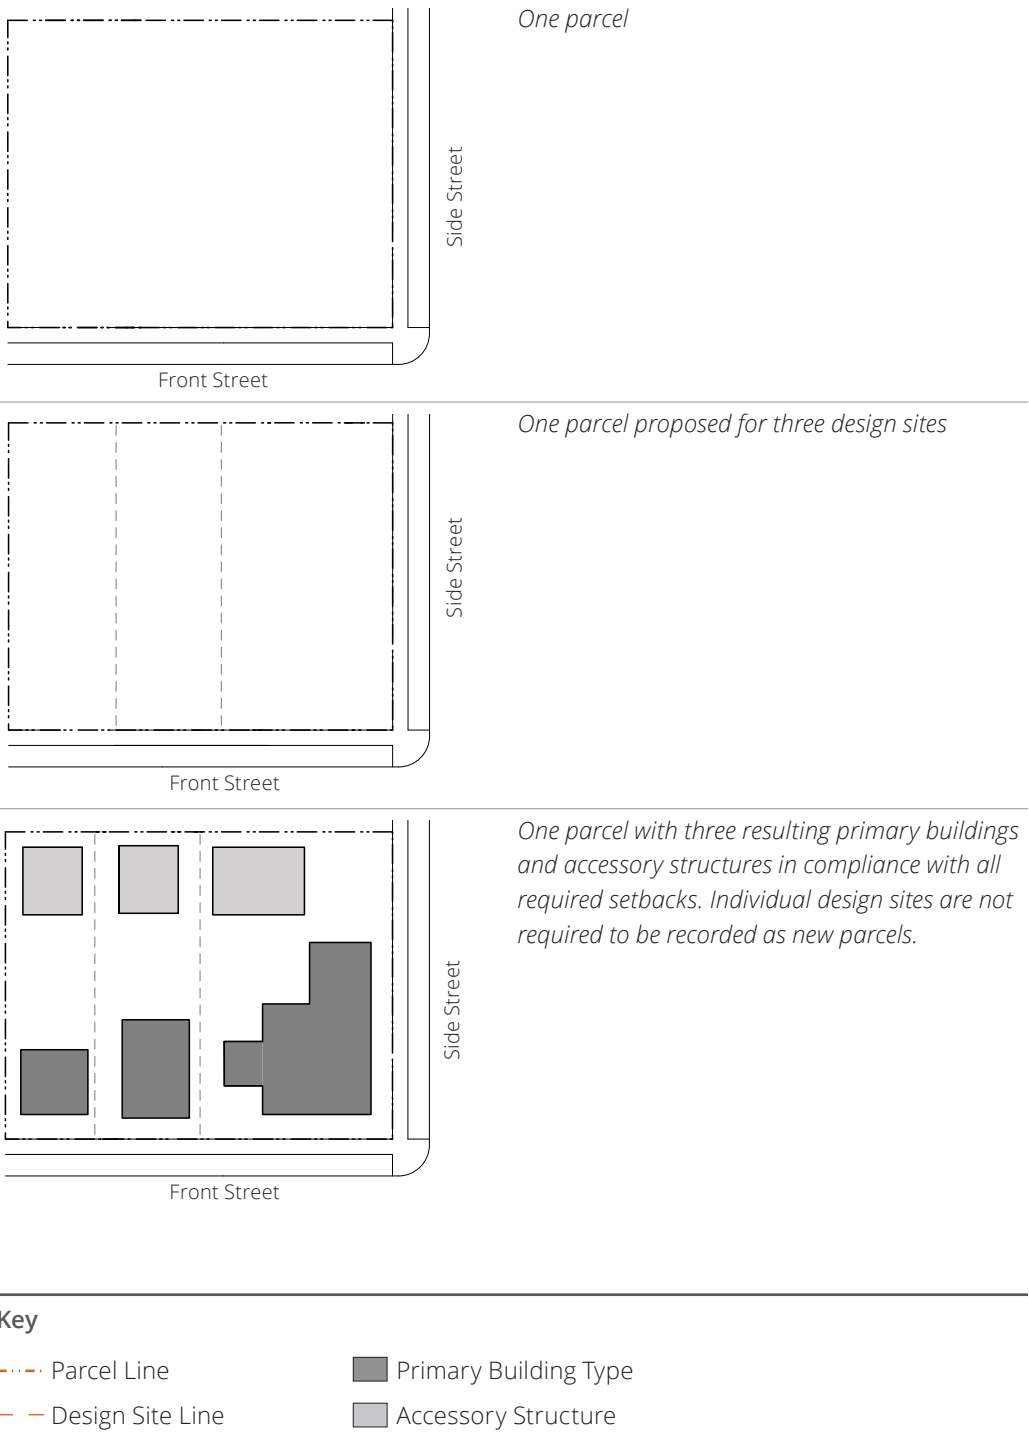 One parcel
Side Street
Front Street
One parcel proposed for three design sites
Side Street
Front Street
One parcel with three resulting primary buildings
and accessory structures in compliance with all
required setbacks. Individual design sites are not
required to be recorded as new parcels.
Side Street
Front Street
Key
Parcel Line
Primary Building Type
Design Site Line
Accessory Structure